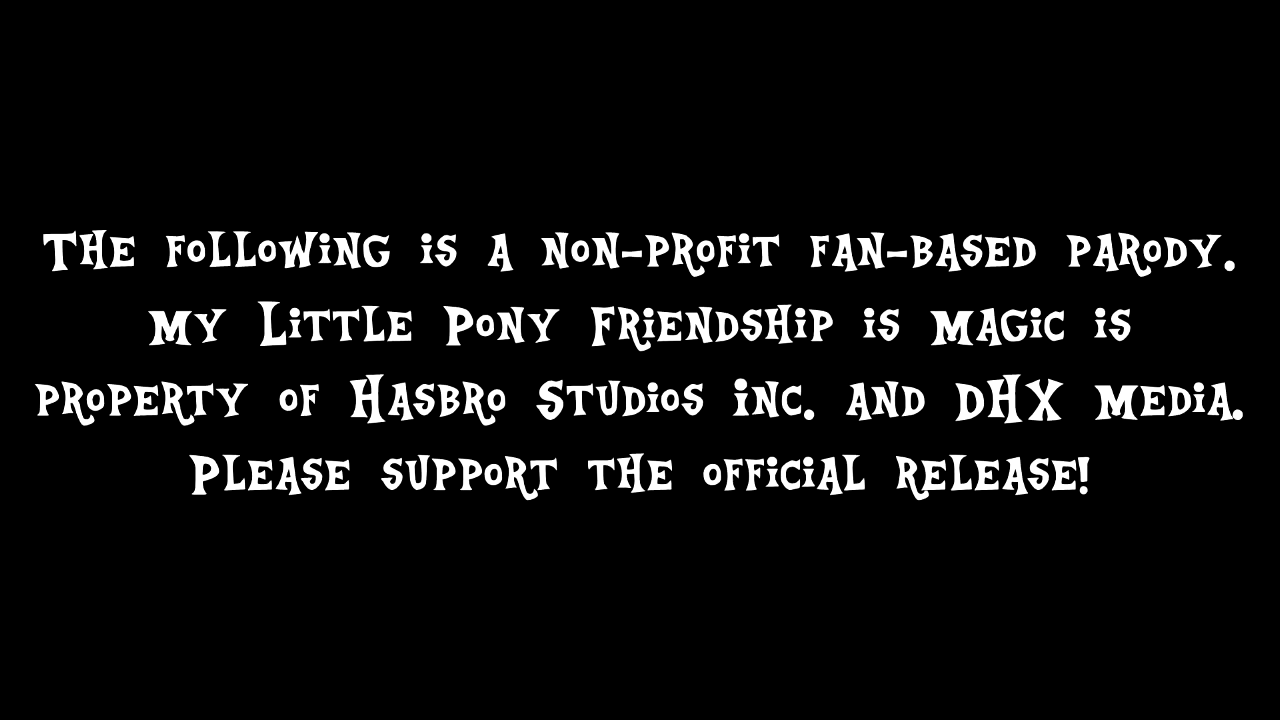 The following is a non-profit fan-based parody.
My Little Pony Friendship is Magic is
property of Hasbro Studios Inc. and DHX Media.
Please support the official release!